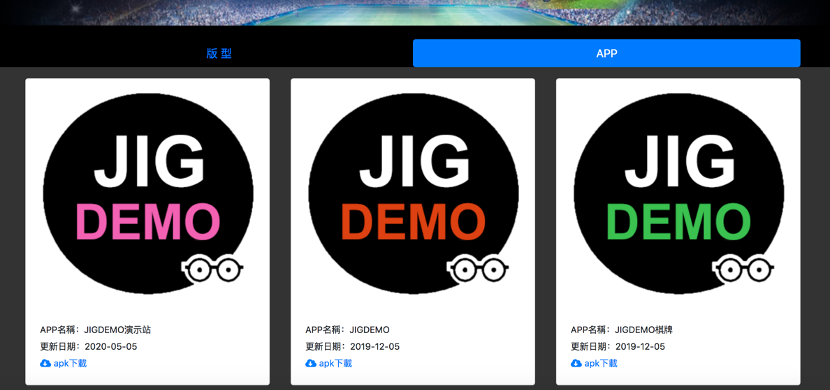 版型
APP
JIG
DEMO
APP名稱：JIGDEMO演示站
更新日期：2020-05-05
apk下載
JIG
DEMO
APP名稱：JIGDEMO
更新日期：2019-12-05
apk下載
JIG
DEMO
APP名稱：JIGDEMO棋牌
更新日期：2019-12-05
apk下載